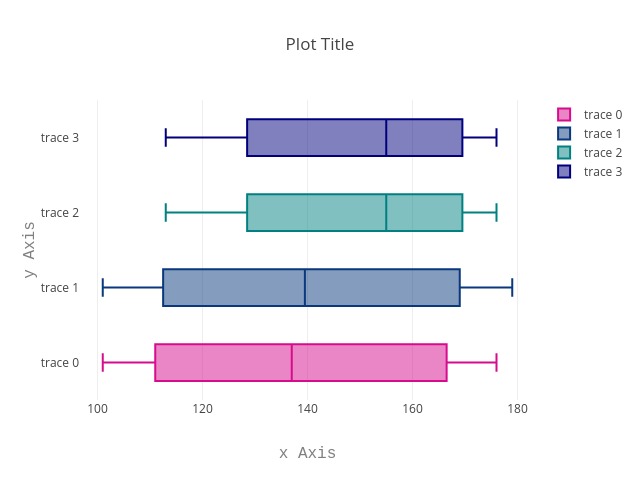 Plot Title
trace 3
trace 2
trace 1
trace 0
y Axis
100 120 140 160 180
x Axis
trace 0
trace 1
trace 2
trace 3